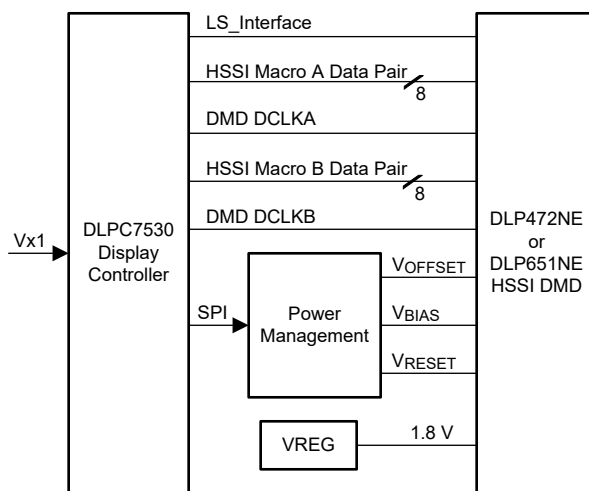 LS_Interface
HSSI Macro A Data Pair
8
DMD DCLKA
HSSI Macro B Data Pair
8
DMD DCLKB
Vx1
DLPC7530
Display
Controller
DLP472NE
or
DLP651NE
HSSI DMD
SPI
Power
Management
VOFFSET
VBIAS
VRESET
VREG
1.8 V